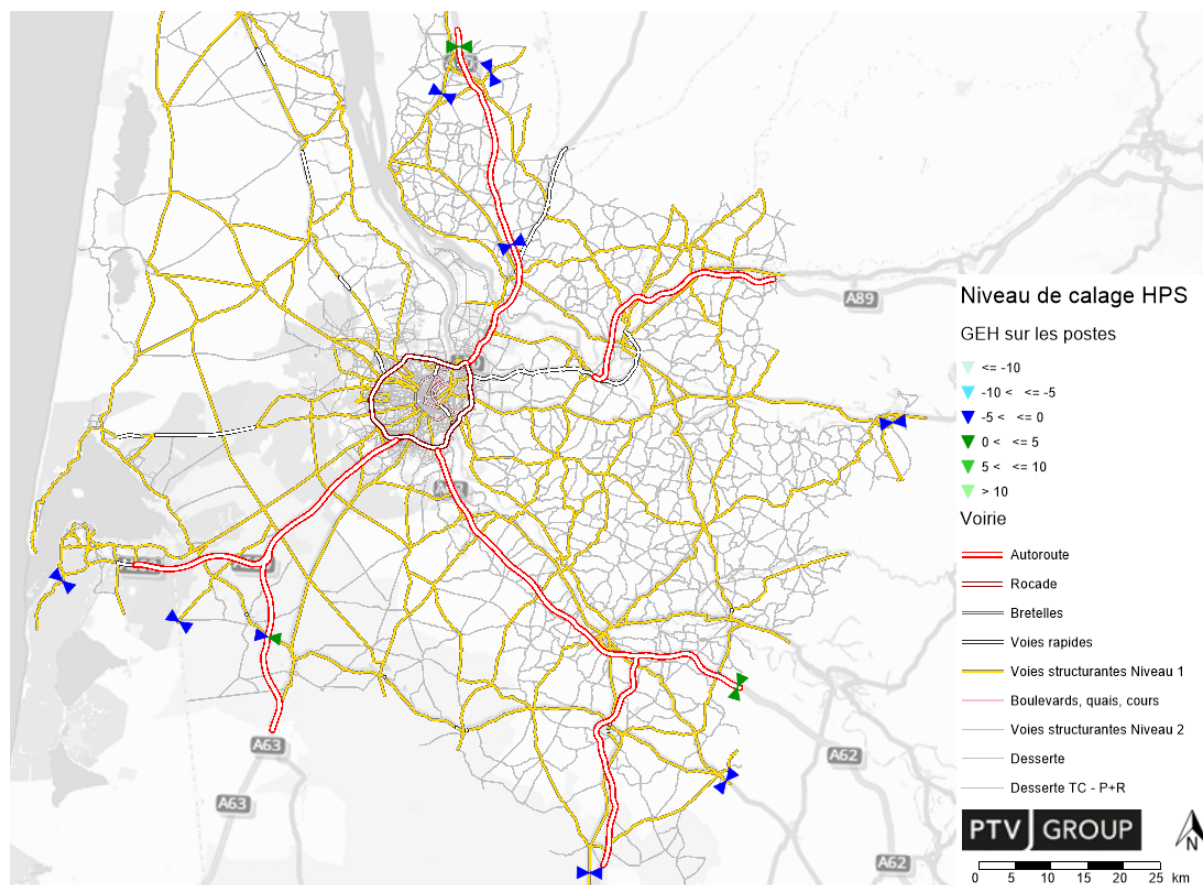 A89
A63
A63
A62
A62
Niveau de calage HPS
GEH sur les postes
<= -10
-10 < <= -5
-5 < <= 0
0 < <= 5
5 < <= 10
> 10
Voirie
Autoroute
Rocade
Bretelles
Voies rapides
Voies structurantes Niveau 1
Boulevards, quais, cours
Voies structurantes Niveau 2
Desserte
Desserte TC - P+R
PTV GROUP
N
0 5 10 15 20 25 km